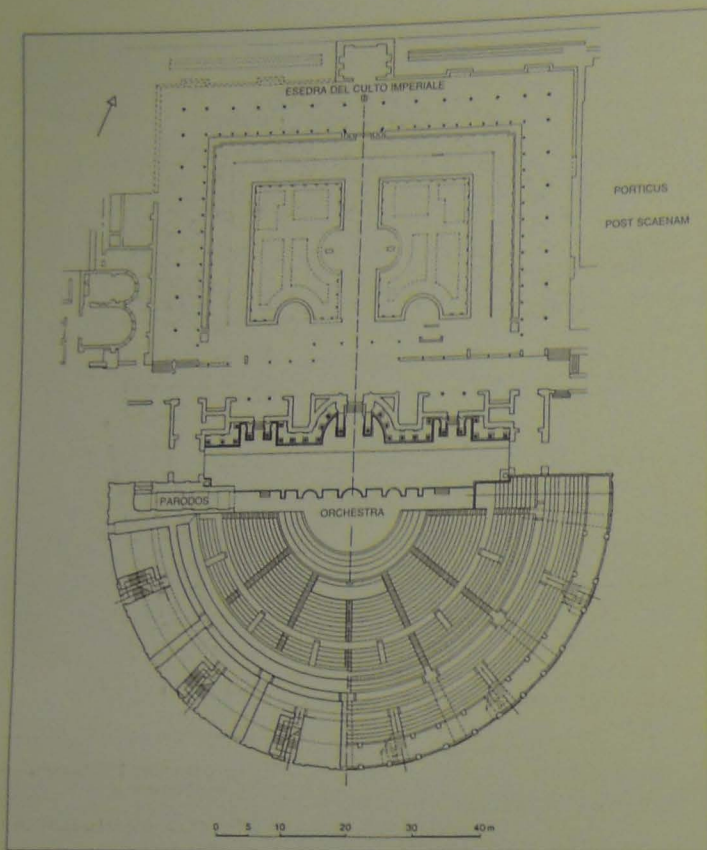 ESEDRA DEL CULTO IMPERIALE
PORTICUS
POST SCAENAM
PARODOS
ORCHESTRA
0 5 10 20 30 40 m